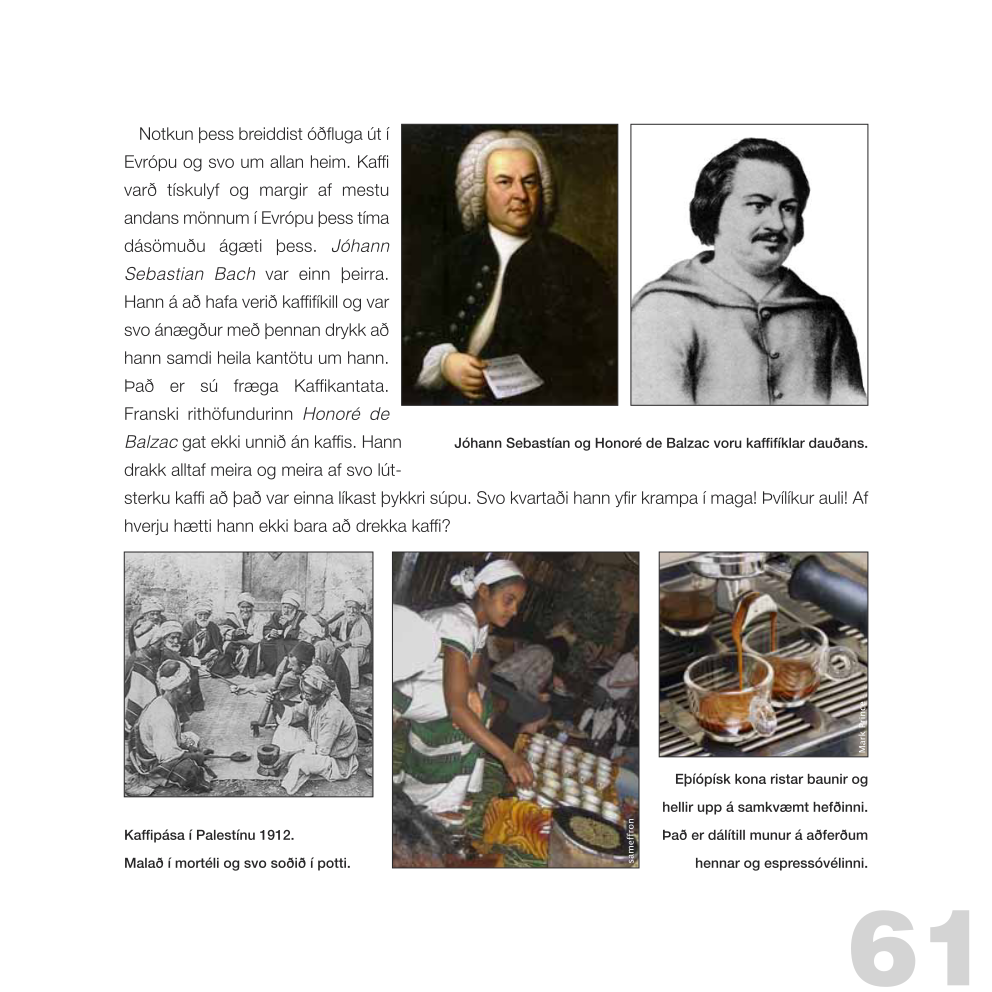 Notkun þess breiddist óðfluga út í
Evrópu og svo um allan heim. Kaffi
varð tískulyf og margir af mestu
andans mönnum í Evrópu þess tíma
dásömuðu ágæti þess. Jóhann
Sebastian Bach var einn þeirra.
Hann á að hafa verið kaffifíkill og var
svo ánægður með þennan drykk að
hann samdi heila kantötu um hann.
Það er sú fræga Kaffikantata.
Franski rithöfundurinn Honoré de
Balzac gat ekki unnið án kaffis. Hann
drakk alltaf meira og meira af svo lút-
sterku kaffi að það var einna líkast þykkri súpu. Svo kvartaði hann yfir krampa í maga! Þvílíkur auli! Af
hverju hætti hann ekki bara að drekka kaffi?
Jóhann Sebastían og Honoré de Balzac voru kaffifíklar dauðans.
Kaffipása í Palestínu 1912.
Malað í mortéli og svo soðið í potti.
sameffron
Mark Prince
Eþíópísk kona ristar baunir og
hellir upp á samkvæmt hefðinni.
Það er dálítill munur á aðferðum
hennar og espressóvélinni.
61